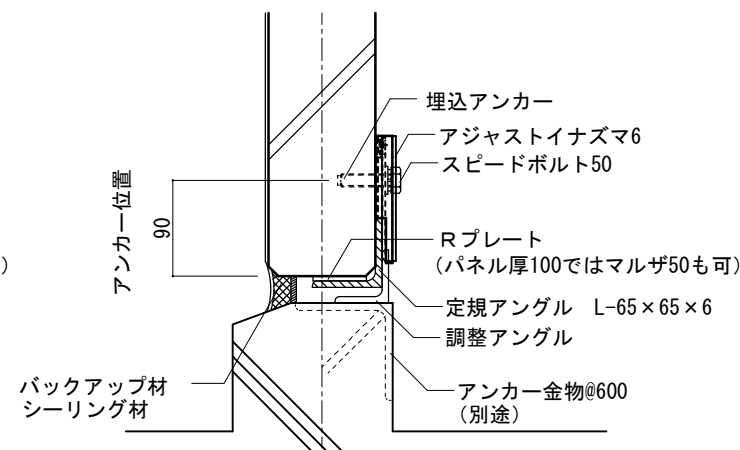 埋込アンカー
アジャストイナズマ6
スピードボルト50
アンカー位置
90
Rプレート
(パネル厚100ではマルザ50も可)
)
定規アングル L-65×65×6
調整アングル
バックアップ材
シーリング材
アンカー金物@600
(別途)